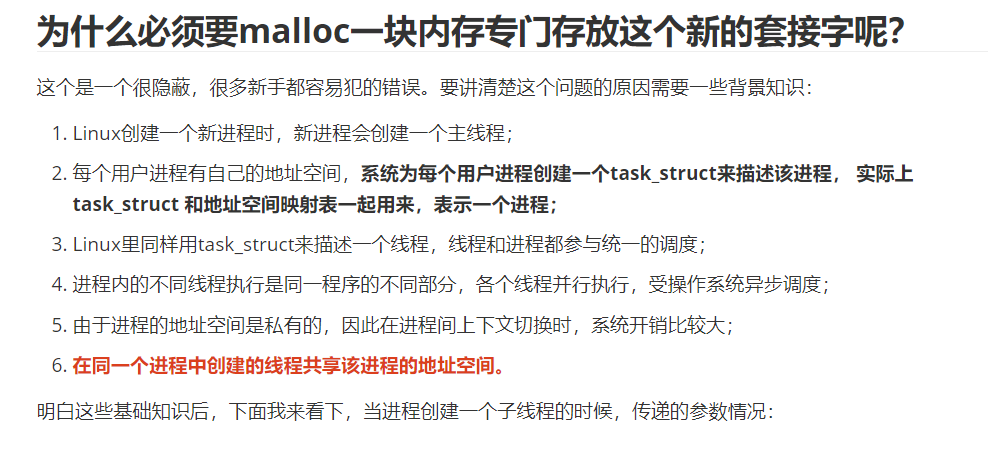 为什么必须要malloc一块内存专门存放这个新的套接字呢？
这个是一个很隐蔽，很多新手都容易犯的错误。要讲清楚这个问题的原因需要一些背景知识：
1. Linux创建一个新进程时，新进程会创建一个主线程；
2. 每个用户进程有自己的地址空间，系统为每个用户进程创建一个task_struct来描述该进程， 实际上
task_struct 和地址空间映射表一起用来，表示一个进程；
3. Linux里同样用task_struct来描述一个线程，线程和进程都参与统一的调度；
4. 进程内的不同线程执行是同一程序的不同部分，各个线程并行执行，受操作系统异步调度；
5. 由于进程的地址空间是私有的，因此在进程间上下文切换时，系统开销比较大；
6. 在同一个进程中创建的线程共享该进程的地址空间。
明白这些基础知识后，下面我来看下，当进程创建一个子线程的时候，传递的参数情况：